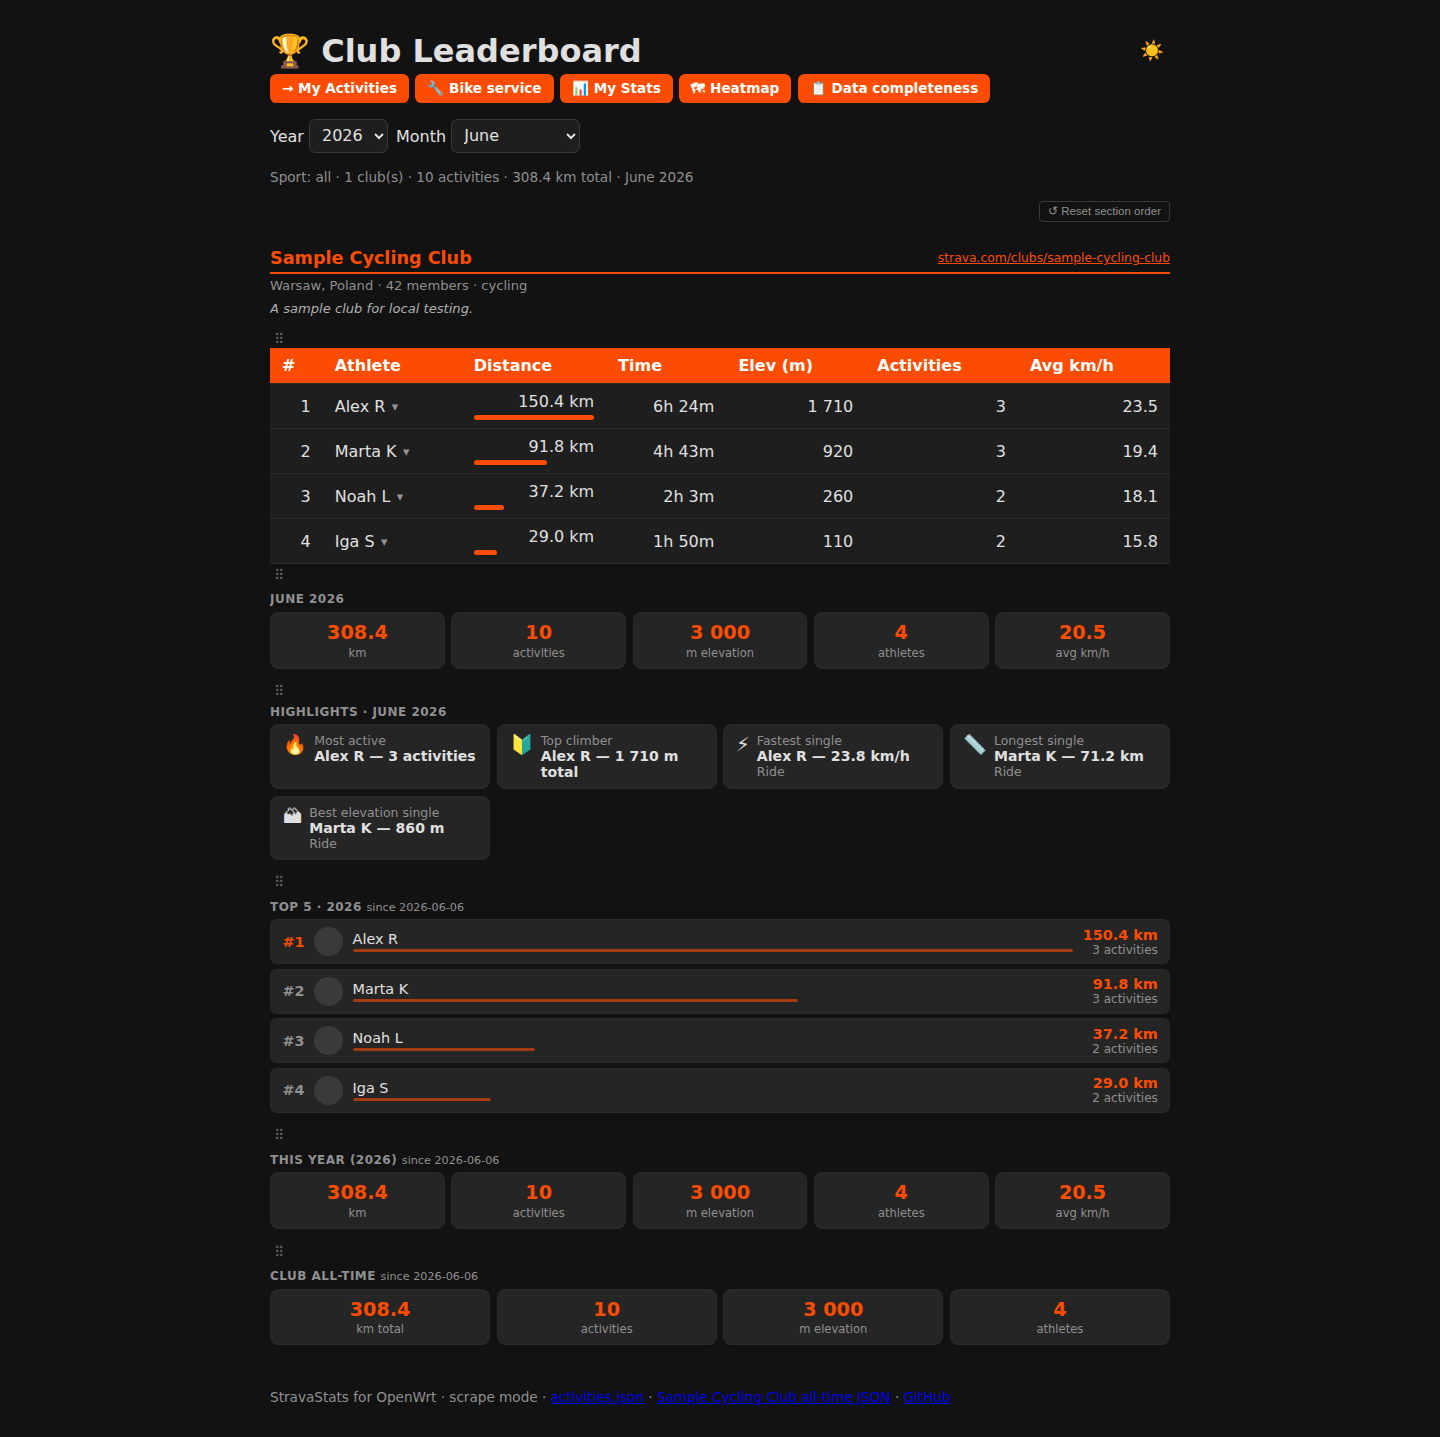 🏆 Club Leaderboard ☀️
→ My Activities 🔧 Bike service 📊 My Stats 🗺 Heatmap 📋 Data completeness
Year 2026 Month June
Sport: all · 1 club(s) · 10 activities · 308.4 km total · June 2026
↺ Reset section order
Sample Cycling Club strava.com/clubs/sample-cycling-club
Warsaw, Poland · 42 members · cycling
A sample club for local testing.
# Athlete Distance Time Elev (m) Activities Avg km/h
1 Alex R ▾ 150.4 km 6h 24m 1 710 3 23.5
2 Marta K ▾ 91.8 km 4h 43m 920 3 19.4
3 Noah L ▾ 37.2 km 2h 3m 260 2 18.1
4 Iga S ▾ 29.0 km 1h 50m 110 2 15.8
JUNE 2026
308.4 10 3 000 4 20.5
km activities m elevation athletes avg km/h
HIGHLIGHTS · JUNE 2026
🔥 Most active
Alex R — 3 activities
🔰 Top climber
Alex R — 1 710 m
total
⚡ Fastest single
Alex R — 23.8 km/h
Ride
📏 Longest single
Marta K — 71.2 km
Ride
🏔 Best elevation single
Marta K — 860 m
Ride
TOP 5 · 2026 since 2026-06-06
#1 Alex R 150.4 km
3 activities
#2 Marta K 91.8 km
3 activities
#3 Noah L 37.2 km
2 activities
#4 Iga S 29.0 km
2 activities
THIS YEAR (2026) since 2026-06-06
308.4 10 3 000 4 20.5
km activities m elevation athletes avg km/h
CLUB ALL-TIME since 2026-06-06
308.4 10 3 000 4
km total activities m elevation athletes
StravaStats for OpenWrt · scrape mode · activities.json · Sample Cycling Club all-time JSON · GitHub